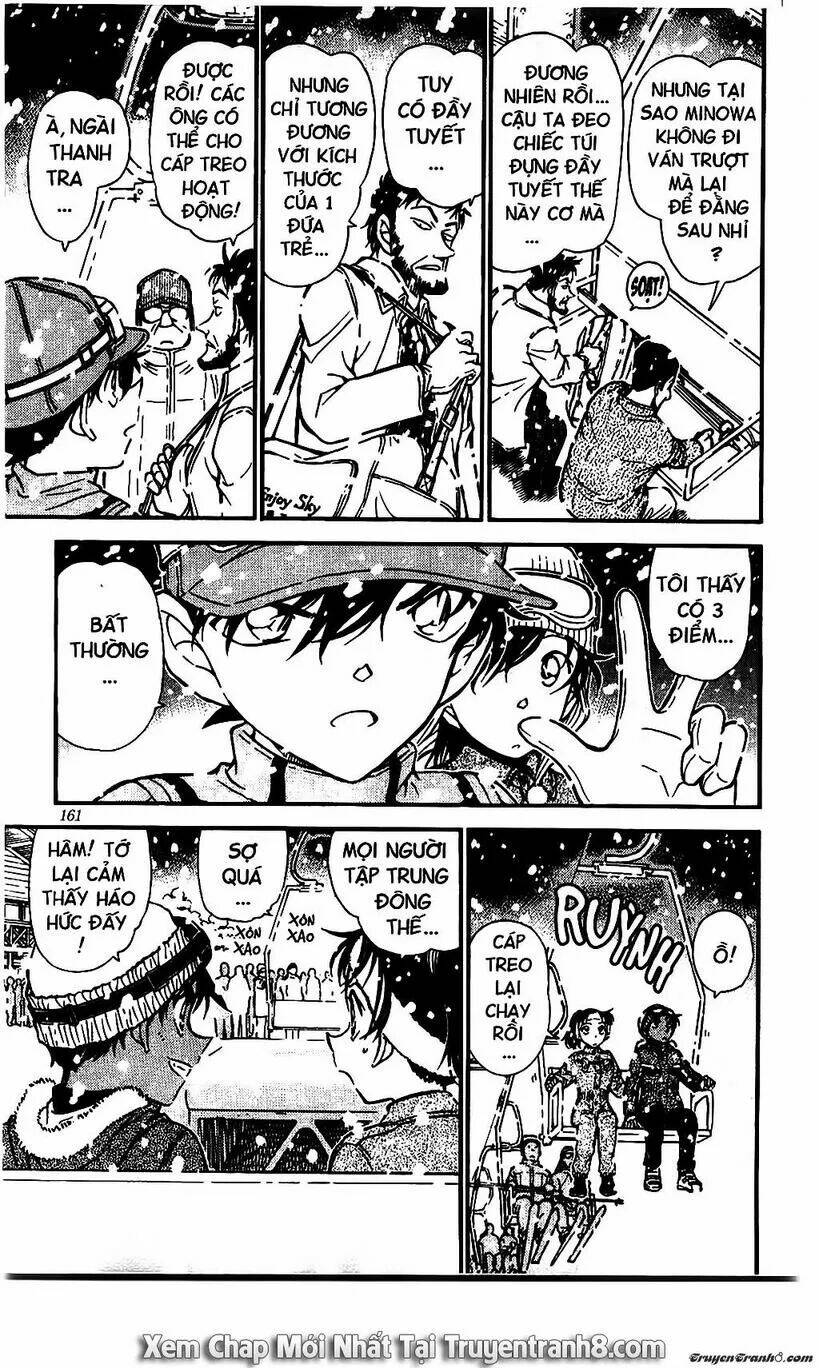 NHƯNG TẠI
SAO MINOWA
KHÔNG ĐI
VÁN TRƯỢT
MÀ LẠI
ĐỂ ĐẰNG
SAU NHỈ
?
ĐƯƠNG
NHIÊN RỒI...
CẬU TA ĐEO
CHIẾC TÚI
ĐỰNG ĐẦY
TUYẾT THẾ
NÀY CƠ MÀ
...
SOẠT!
TUY
CÓ ĐẦY
TUYẾT
...
NHƯNG
CHỈ TƯƠNG
ĐƯƠNG
VỚI KÍCH
THƯỚC
CỦA 1
ĐỨA
TRẺ...
Enjoy Sky
ĐƯỢC
RỒI! CÁC
ÔNG CÓ
THỂ CHO
CÁP TREO
HOẠT
ĐỘNG!
À, NGÀI
THANH
TRA
...
TÔI THẤY
CÓ 3
ĐIỂM...
BẤT
THƯỜNG
...
161
Ồ!
RUỲNH
CÁP
TREO
LẠI
CHẠY
RỒI
...
MỌI NGƯỜI
TẬP TRUNG
ĐÔNG
THẾ...
SỢ
QUÁ
...
XÔN
XAO
XÔN
XAO
HÂM! TỚ
LẠI CẢM
THẤY HÁO
HỨC ĐẤY
!
Xem Chap Mới Nhất Tại Truyentranh8.com
TruyenTranh8.com